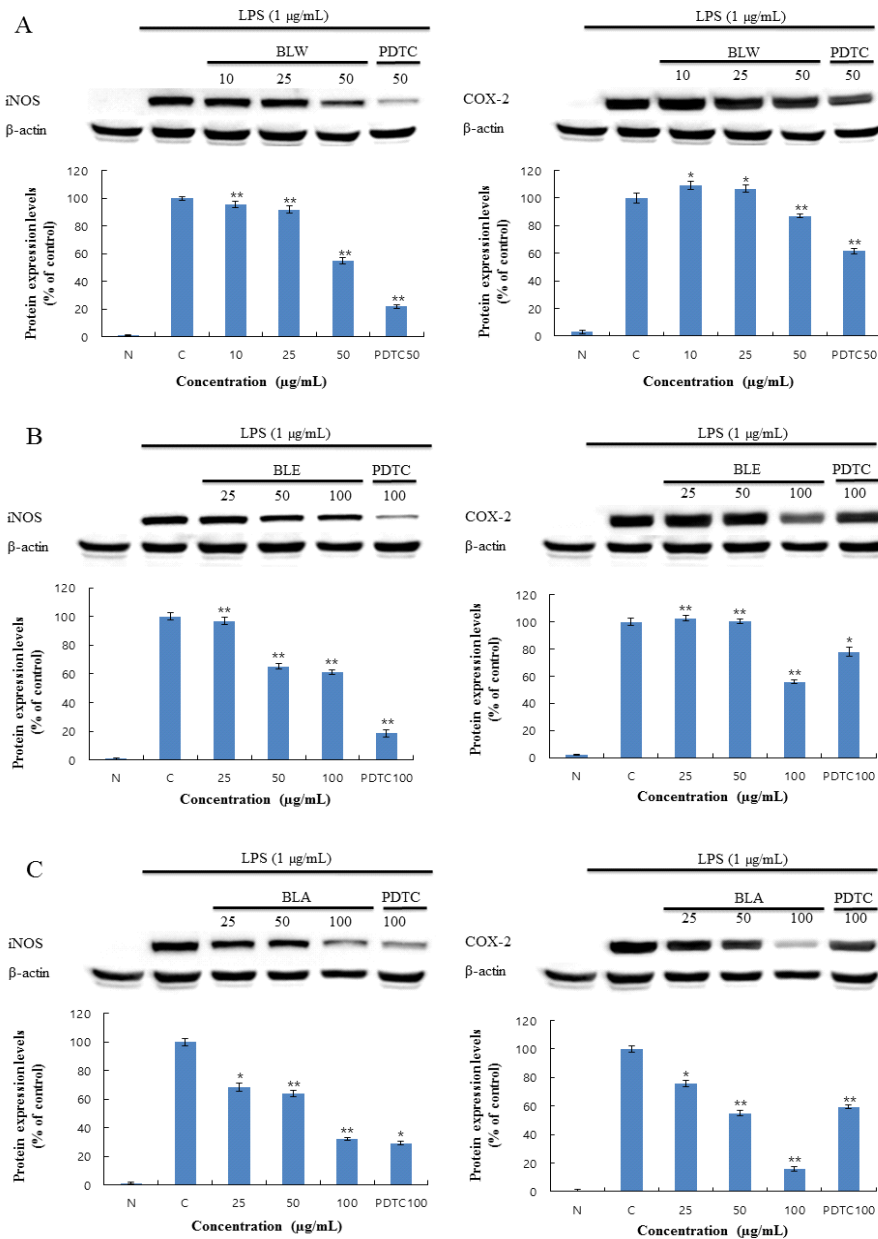 A
LPS (1 µg/mL)
BLW PDTC
10 25 50 50
iNOS
β-actin
Protein expression levels
(% of control)
120
100
80
60
40
20
0
** ** ** **
N C 10 25 50 PDTC50
Concentration (µg/mL)
LPS (1 µg/mL)
BLW PDTC
10 25 50 50
COX-2
β-actin
Protein expression levels
(% of control)
120
100
80
60
40
20
0
* * ** **
N C 10 25 50 PDTC50
Concentration (µg/mL)
B
LPS (1 µg/mL)
BLE PDTC
25 50 100 100
iNOS
β-actin
Protein expression levels
(% of control)
120
100
80
60
40
20
0
** ** ** **
N C 25 50 100 PDTC100
Concentration (µg/mL)
LPS (1 µg/mL)
BLE PDTC
25 50 100 100
COX-2
β-actin
Protein expression levels
(% of control)
120
100
80
60
40
20
0
** ** ** *
N C 25 50 100 PDTC100
Concentration (µg/mL)
C
LPS (1 µg/mL)
BLA PDTC
25 50 100 100
iNOS
β-actin
Protein expression levels
(% of control)
120
100
80
60
40
20
0
* ** ** *
N C 25 50 100 PDTC100
Concentration (µg/mL)
LPS (1 µg/mL)
BLA PDTC
25 50 100 100
COX-2
β-actin
Protein expression levels
(% of control)
120
100
80
60
40
20
0
* ** ** **
N C 25 50 100 PDTC100
Concentration (µg/mL)